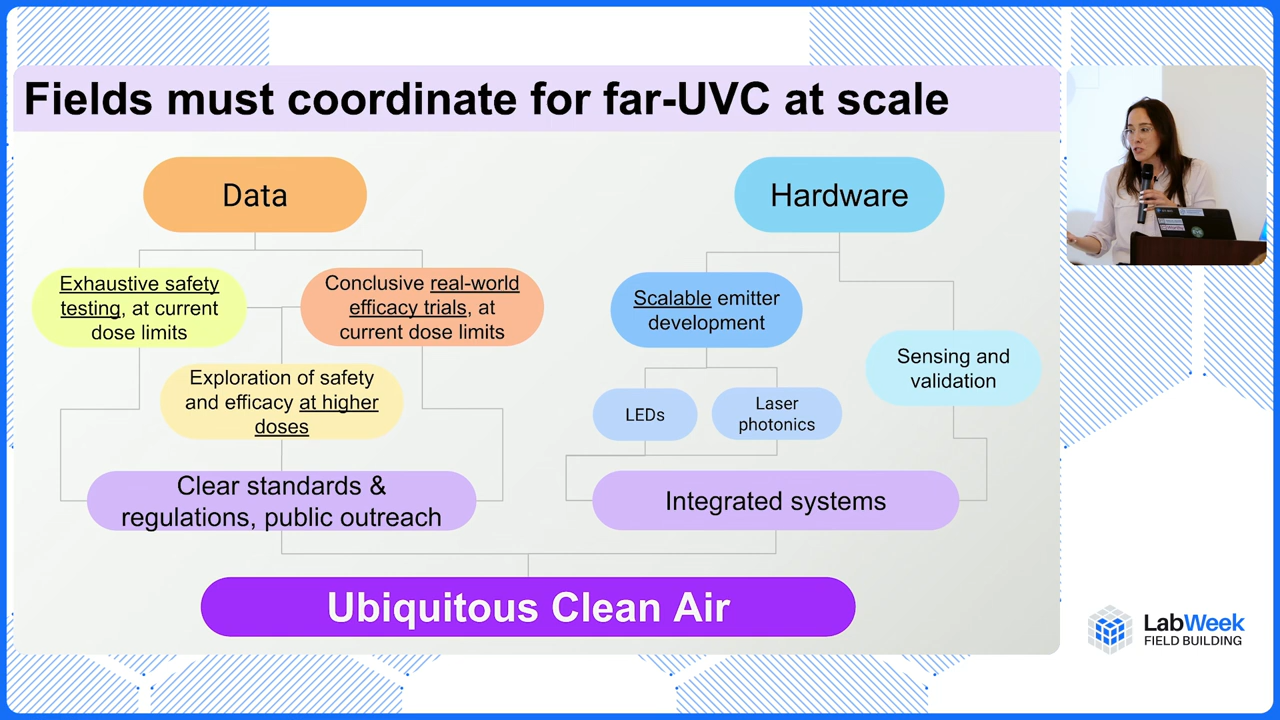 Fields must coordinate for far-UVC at scale
Data
Hardware
Exhaustive safety
testing, at current
dose limits
Conclusive real-world
efficacy trials, at
current dose limits
Exploration of safety
and efficacy at higher
doses
Scalable emitter
development
Sensing and
validation
LEDs
Laser
photonics
Clear standards &
regulations, public outreach
Integrated systems
Ubiquitous Clean Air
LabWeek
FIELD BUILDING